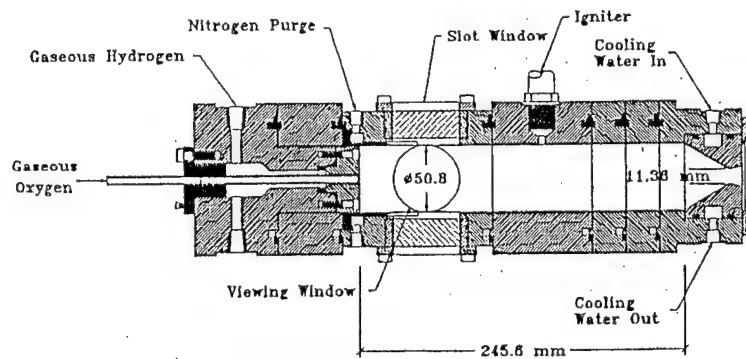 Igniter
Nitrogen Purge
Slot Window
Gaseous Hydrogen
Cooling
Water In
Gaseous
Oxygen
ø50.8
11.36 mm
Viewing Window
Cooling
Water Out
245.6 mm